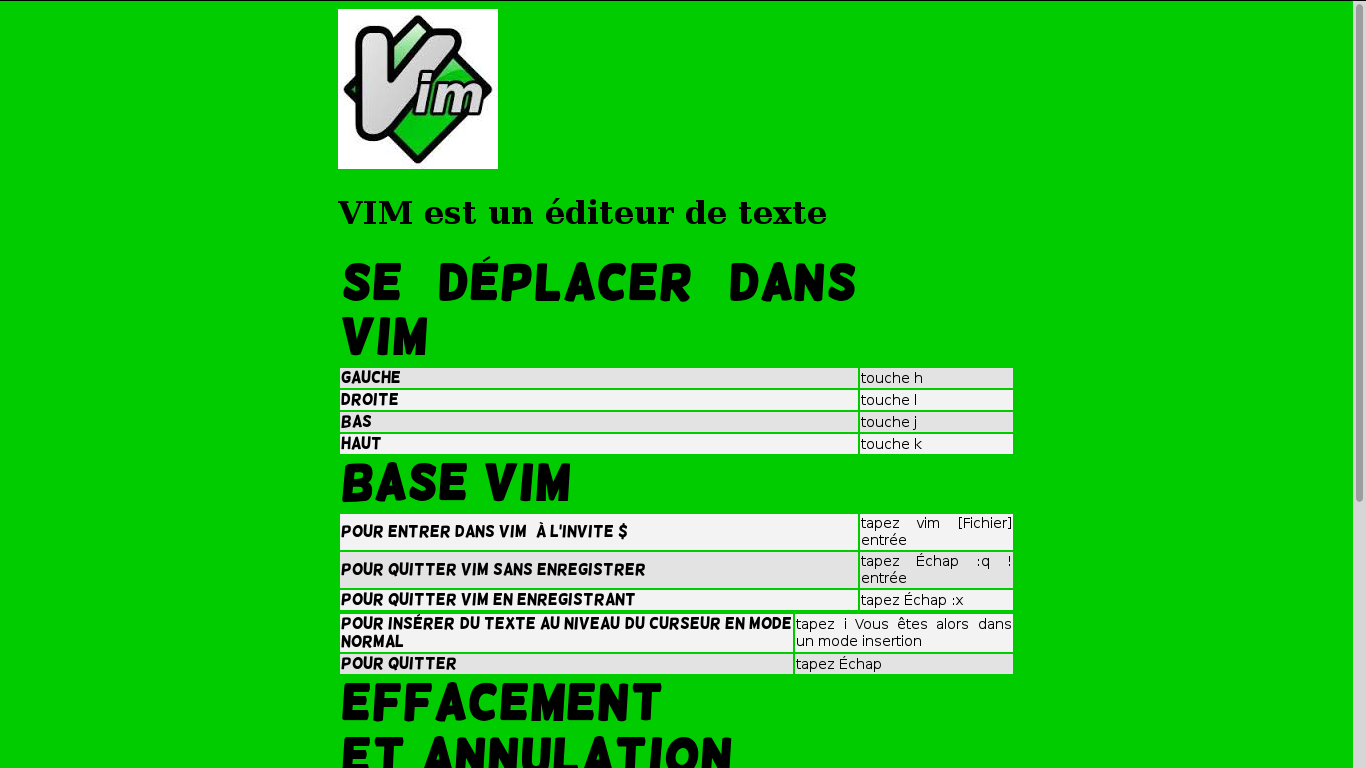 Vim
VIM est un éditeur de texte
SE DÉPLACER DANS
VIM
GAUCHE touche h
DROITE touche l
BAS touche j
HAUT touche k
BASE VIM
POUR ENTRER DANS VIM À L'INVITE $ tapez vim [Fichier]
entrée
POUR QUITTER VIM SANS ENREGISTRER tapez Échap :q !
entrée
POUR QUITTER VIM EN ENREGISTRANT tapez Échap :x
POUR INSÉRER DU TEXTE AU NIVEAU DU CURSEUR EN MODE
NORMAL
tapez i Vous êtes alors dans
un mode insertion
POUR QUITTER tapez Échap
EFFACEMENT
ET ANNULATION